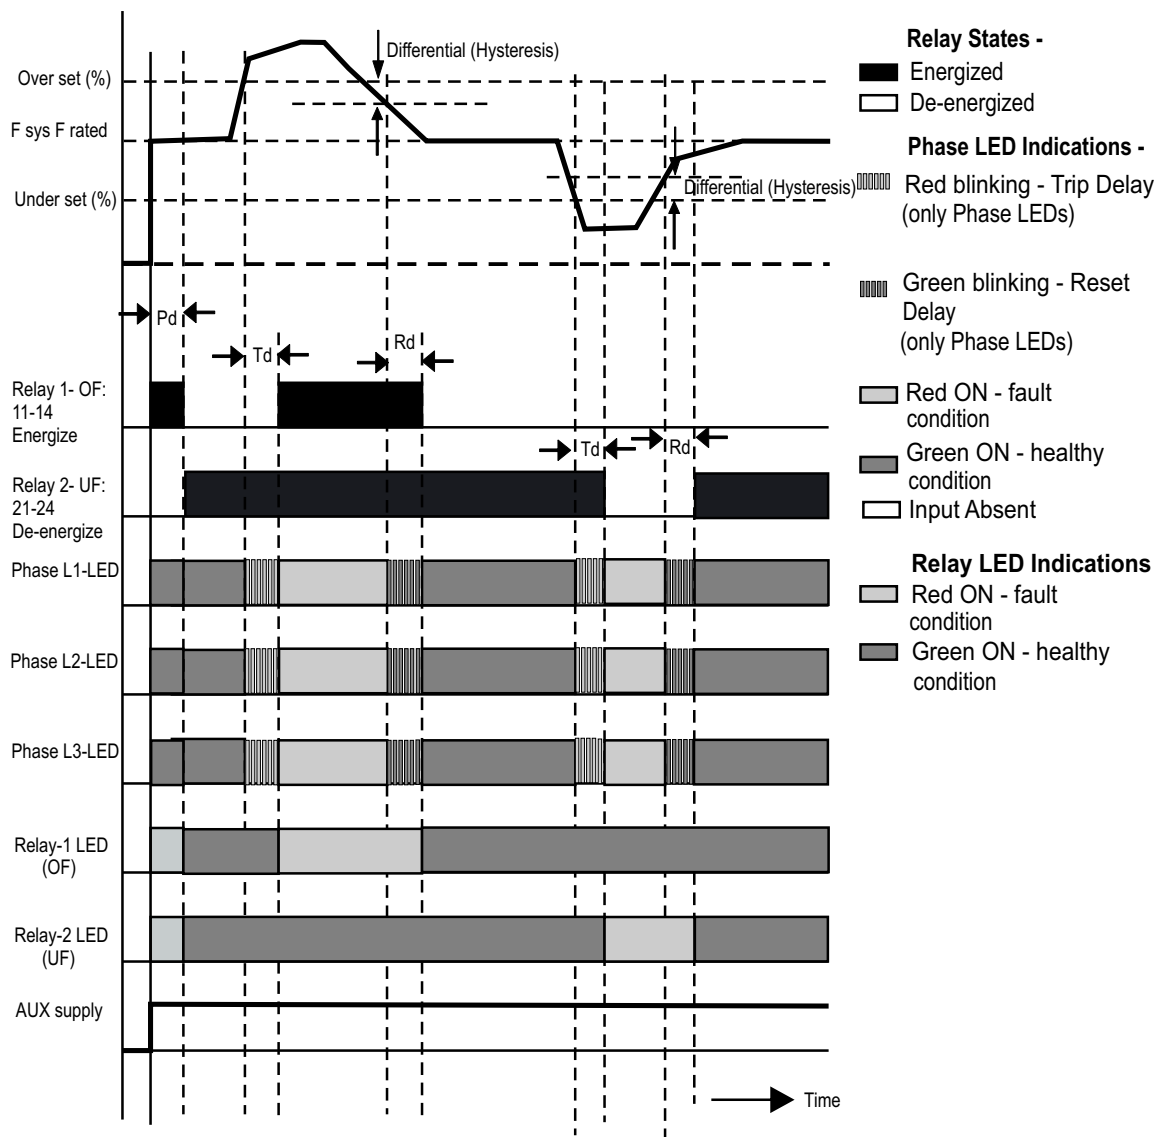 Differential (Hysteresis)
Over set (%)
F sys F rated
Under set (%)
Differential (Hysteresis)
Pd
Td
Rd
Relay 1- OF:
11-14
Energize
Td
Rd
Relay 2- UF:
21-24
De-energize
Phase L1-LED
Phase L2-LED
Phase L3-LED
Relay-1 LED
(OF)
Relay-2 LED
(UF)
AUX supply
Time
Relay States -
Energized
De-energized
Phase LED Indications -
Red blinking - Trip Delay
(only Phase LEDs)
Green blinking - Reset
Delay
(only Phase LEDs)
Red ON - fault
condition
Green ON - healthy
condition
Input Absent
Relay LED Indications
Red ON - fault
condition
Green ON - healthy
condition